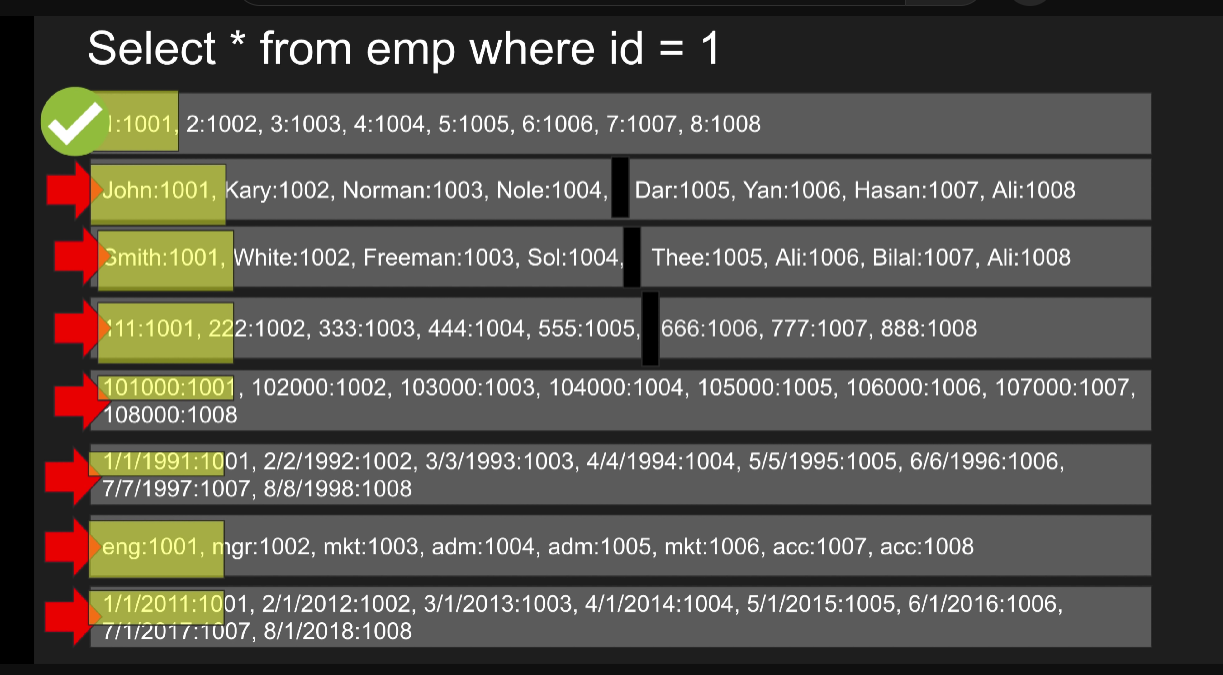 Select * from emp where id = 1
1:1001, 2:1002, 3:1003, 4:1004, 5:1005, 6:1006, 7:1007, 8:1008
John:1001, Kary:1002, Norman:1003, Nole:1004, Dar:1005, Yan:1006, Hasan:1007, Ali:1008
Smith:1001, White:1002, Freeman:1003, Sol:1004, Thee:1005, Ali:1006, Bilal:1007, Ali:1008
111:1001, 222:1002, 333:1003, 444:1004, 555:1005, 666:1006, 777:1007, 888:1008
101000:1001, 102000:1002, 103000:1003, 104000:1004, 105000:1005, 106000:1006, 107000:1007,
108000:1008
1/1/1991:1001, 2/2/1992:1002, 3/3/1993:1003, 4/4/1994:1004, 5/5/1995:1005, 6/6/1996:1006,
7/7/1997:1007, 8/8/1998:1008
eng:1001, mgr:1002, mkt:1003, adm:1004, adm:1005, mkt:1006, acc:1007, acc:1008
1/1/2011:1001, 2/1/2012:1002, 3/1/2013:1003, 4/1/2014:1004, 5/1/2015:1005, 6/1/2016:1006,
7/1/2017:1007, 8/1/2018:1008